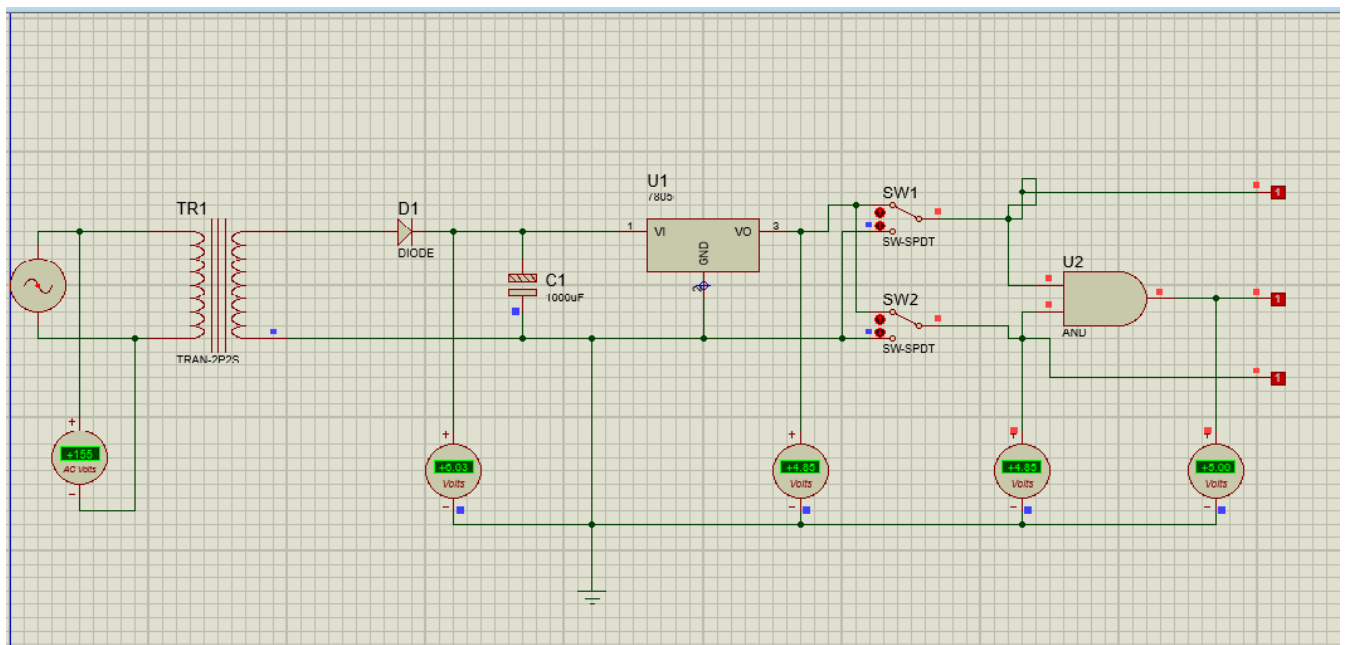 TR1
TRAN-2P2S
+155
AC Volts
D1
DIODE
C1
1000uF
U1
7805
1
VI
VO
3
GND
2
SW1
SW-SPDT
SW2
SW-SPDT
U2
AND
1
1
1
+6.03
Volts
+4.85
Volts
+4.85
Volts
+5.00
Volts